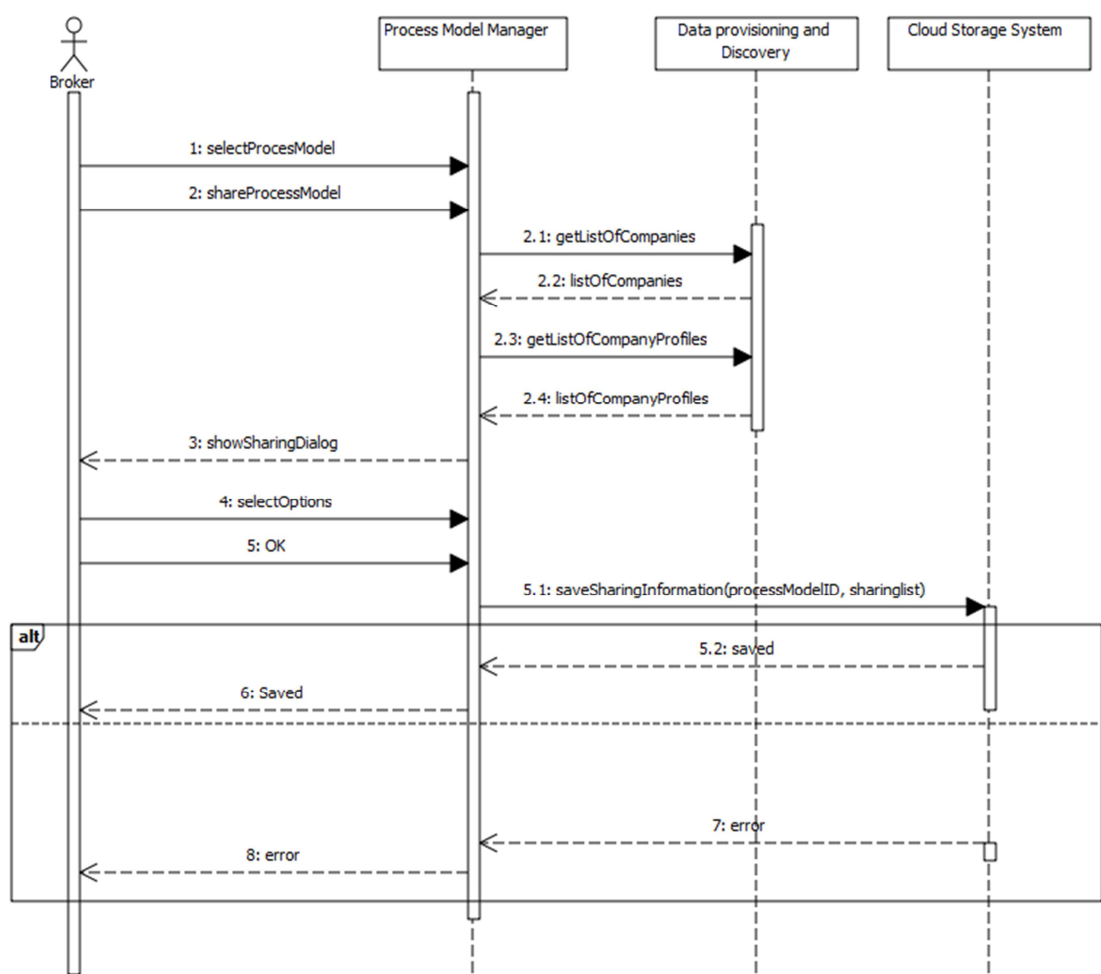 Process Model Manager
Data provisioning and
Discovery
Cloud Storage System
Broker
1: selectProcesModel
2: shareProcessModel
2.1: getListOfCompanies
2.2: listOfCompanies
2.3: getListOfCompanyProfiles
2.4: listOfCompanyProfiles
3: showSharingDialog
4: selectOptions
5: OK
5.1: saveSharingInformation(processModelID, sharinglist)
alt
5.2: saved
6: Saved
7: error
8: error